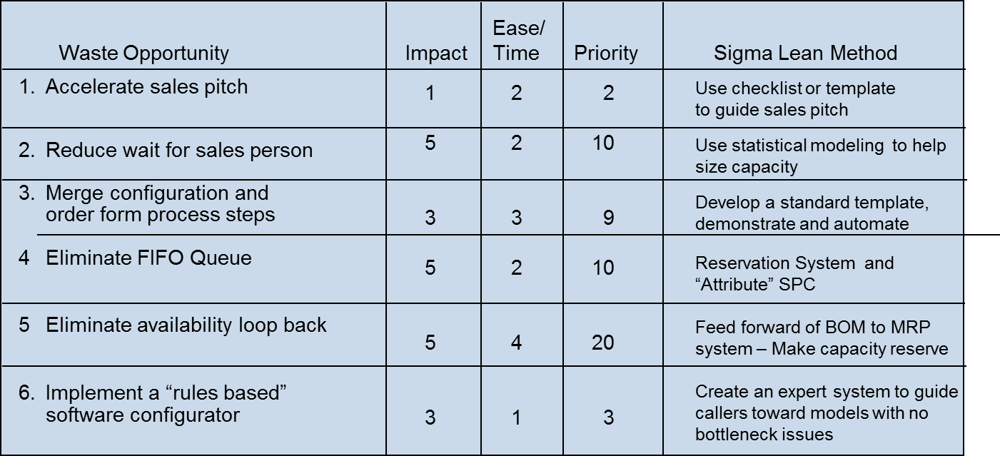 Waste Opportunity Impact Ease/ Time Priority Sigma Lean Method
1. Accelerate sales pitch 1 2 2 Use checklist or template
to guide sales pitch
2. Reduce wait for sales person 5 2 10 Use statistical modeling to help
size capacity
3. Merge configuration and
order form process steps 3 3 9 Develop a standard template,
demonstrate and automate
4 Eliminate FIFO Queue 5 2 10 Reservation System and
“Attribute” SPC
5 Eliminate availability loop back 5 4 20 Feed forward of BOM to MRP
system – Make capacity reserve
6. Implement a “rules based”
software configurator 3 1 3 Create an expert system to guide
callers toward models with no
bottleneck issues